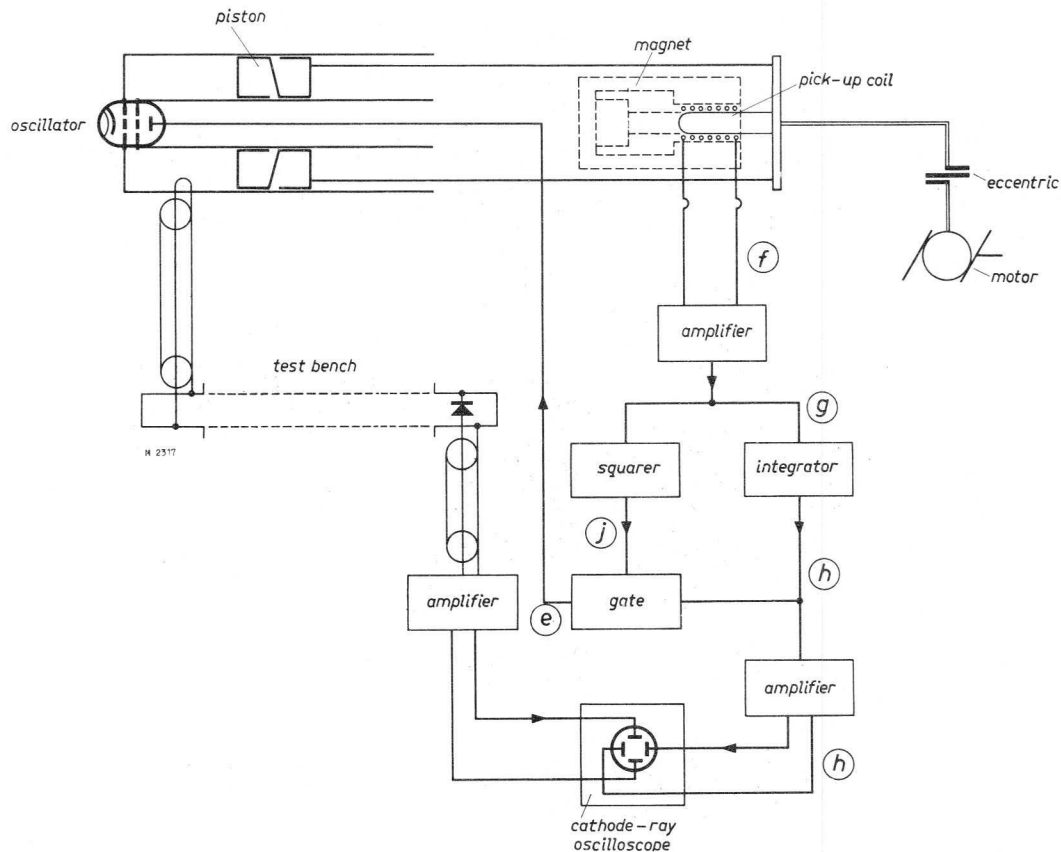 piston
magnet
pick-up coil
oscillator
eccentric
motor
f
amplifier
test bench
g
M 2317
squarer
integrator
j
h
amplifier
gate
e
amplifier
h
cathode-ray
oscilloscope